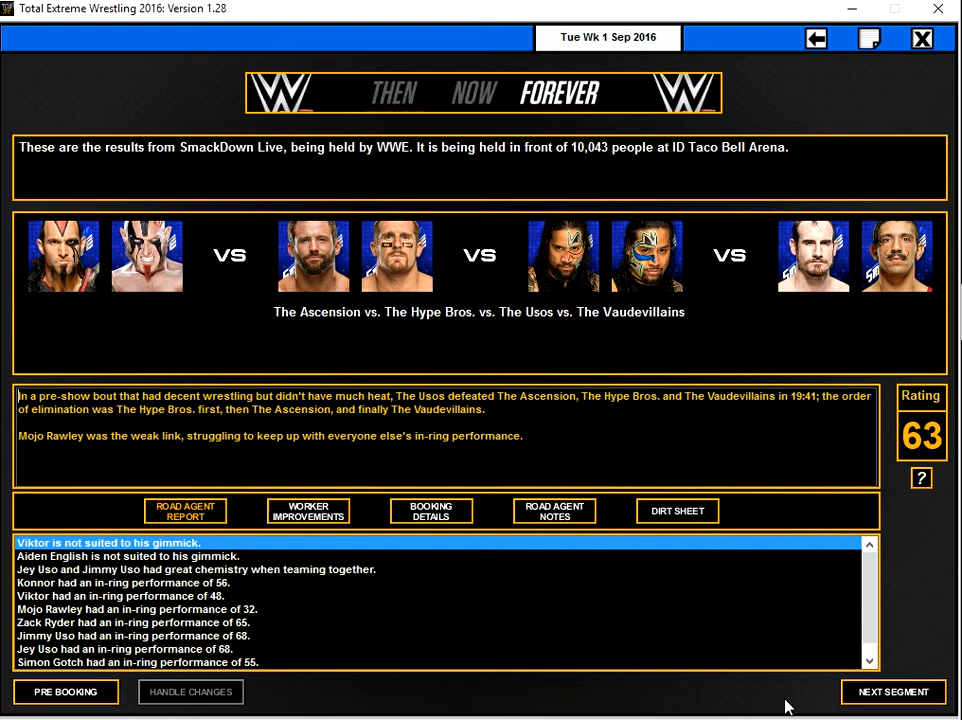 Total Extreme Wrestling 2016: Version 1.28
Tue Wk 1 Sep 2016
THEN NOW FOREVER
These are the results from SmackDown Live, being held by WWE. It is being held in front of 10,043 people at ID Taco Bell Arena.
VS VS VS
The Ascension vs. The Hype Bros. vs. The Usos vs. The Vaudevillains
In a pre-show bout that had decent wrestling but didn't have much heat, The Usos defeated The Ascension, The Hype Bros. and The Vaudevillains in 19:41; the order
of elimination was The Hype Bros. first, then The Ascension, and finally The Vaudevillains.
Mojo Rawley was the weak link, struggling to keep up with everyone else's in-ring performance.
Rating
63
?
ROAD AGENT
REPORT
WORKER
IMPROVEMENTS
BOOKING
DETAILS
ROAD AGENT
NOTES
DIRT SHEET
Viktor is not suited to his gimmick.
Aiden English is not suited to his gimmick.
Jey Uso and Jimmy Uso had great chemistry when teaming together.
Konnor had an in-ring performance of 56.
Viktor had an in-ring performance of 48.
Mojo Rawley had an in-ring performance of 32.
Zack Ryder had an in-ring performance of 65.
Jimmy Uso had an in-ring performance of 68.
Jey Uso had an in-ring performance of 68.
Simon Gotch had an in-ring performance of 55.
PRE BOOKING
HANDLE CHANGES
NEXT SEGMENT